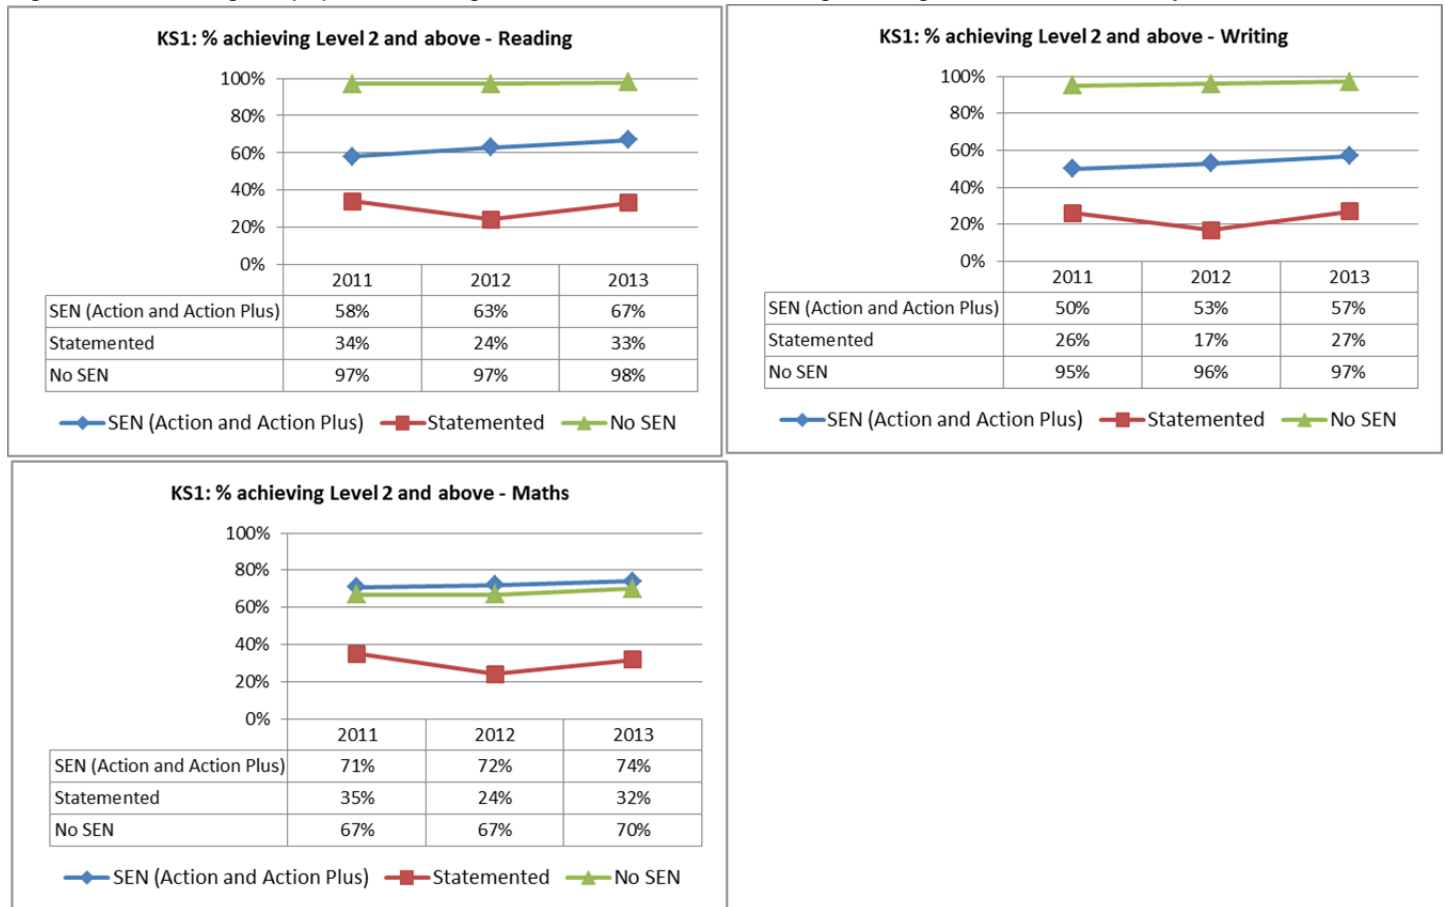 KS1: % achieving Level 2 and above - Reading
100%
80%
60%
40%
20%
0%
2011 2012 2013
SEN (Action and Action Plus) 58% 63% 67%
Statemented 34% 24% 33%
No SEN 97% 97% 98%
SEN (Action and Action Plus) Statemented No SEN
KS1: % achieving Level 2 and above - Writing
100%
80%
60%
40%
20%
0%
2011 2012 2013
SEN (Action and Action Plus) 50% 53% 57%
Statemented 26% 17% 27%
No SEN 95% 96% 97%
SEN (Action and Action Plus) Statemented No SEN
KS1: % achieving Level 2 and above - Maths
100%
80%
60%
40%
20%
0%
2011 2012 2013
SEN (Action and Action Plus) 71% 72% 74%
Statemented 35% 24% 32%
No SEN 67% 67% 70%
SEN (Action and Action Plus) Statemented No SEN